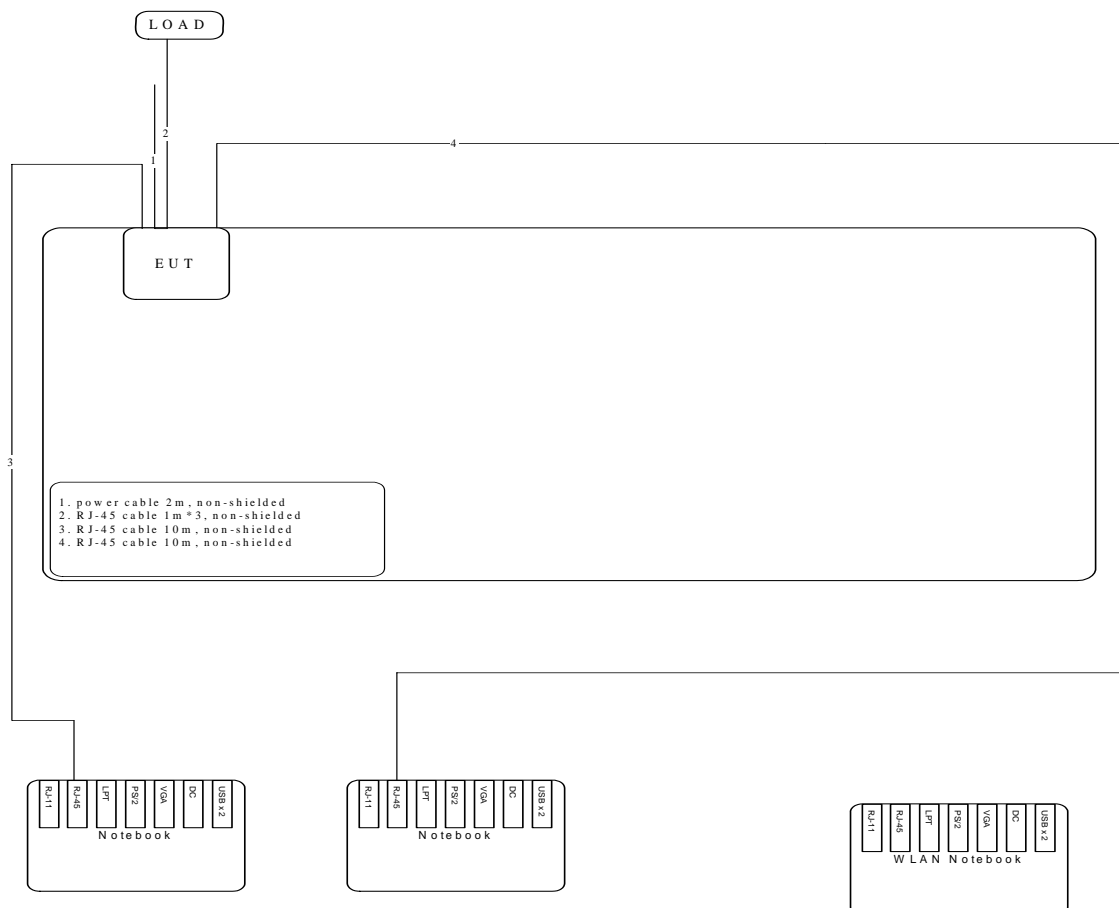 LOAD
2
4
1
EUT
3
1. power cable 2m, non-shielded
2. RJ-45 cable 1m*3, non-shielded
3. RJ-45 cable 10m, non-shielded
4. RJ-45 cable 10m, non-shielded
RJ-11 RJ-45 LPT PS/2 VGA DC USB x 2
Notebook
RJ-11 RJ-45 LPT PS/2 VGA DC USB x 2
Notebook
RJ-11 RJ-45 LPT PS/2 VGA DC USB x 2
WLAN Notebook